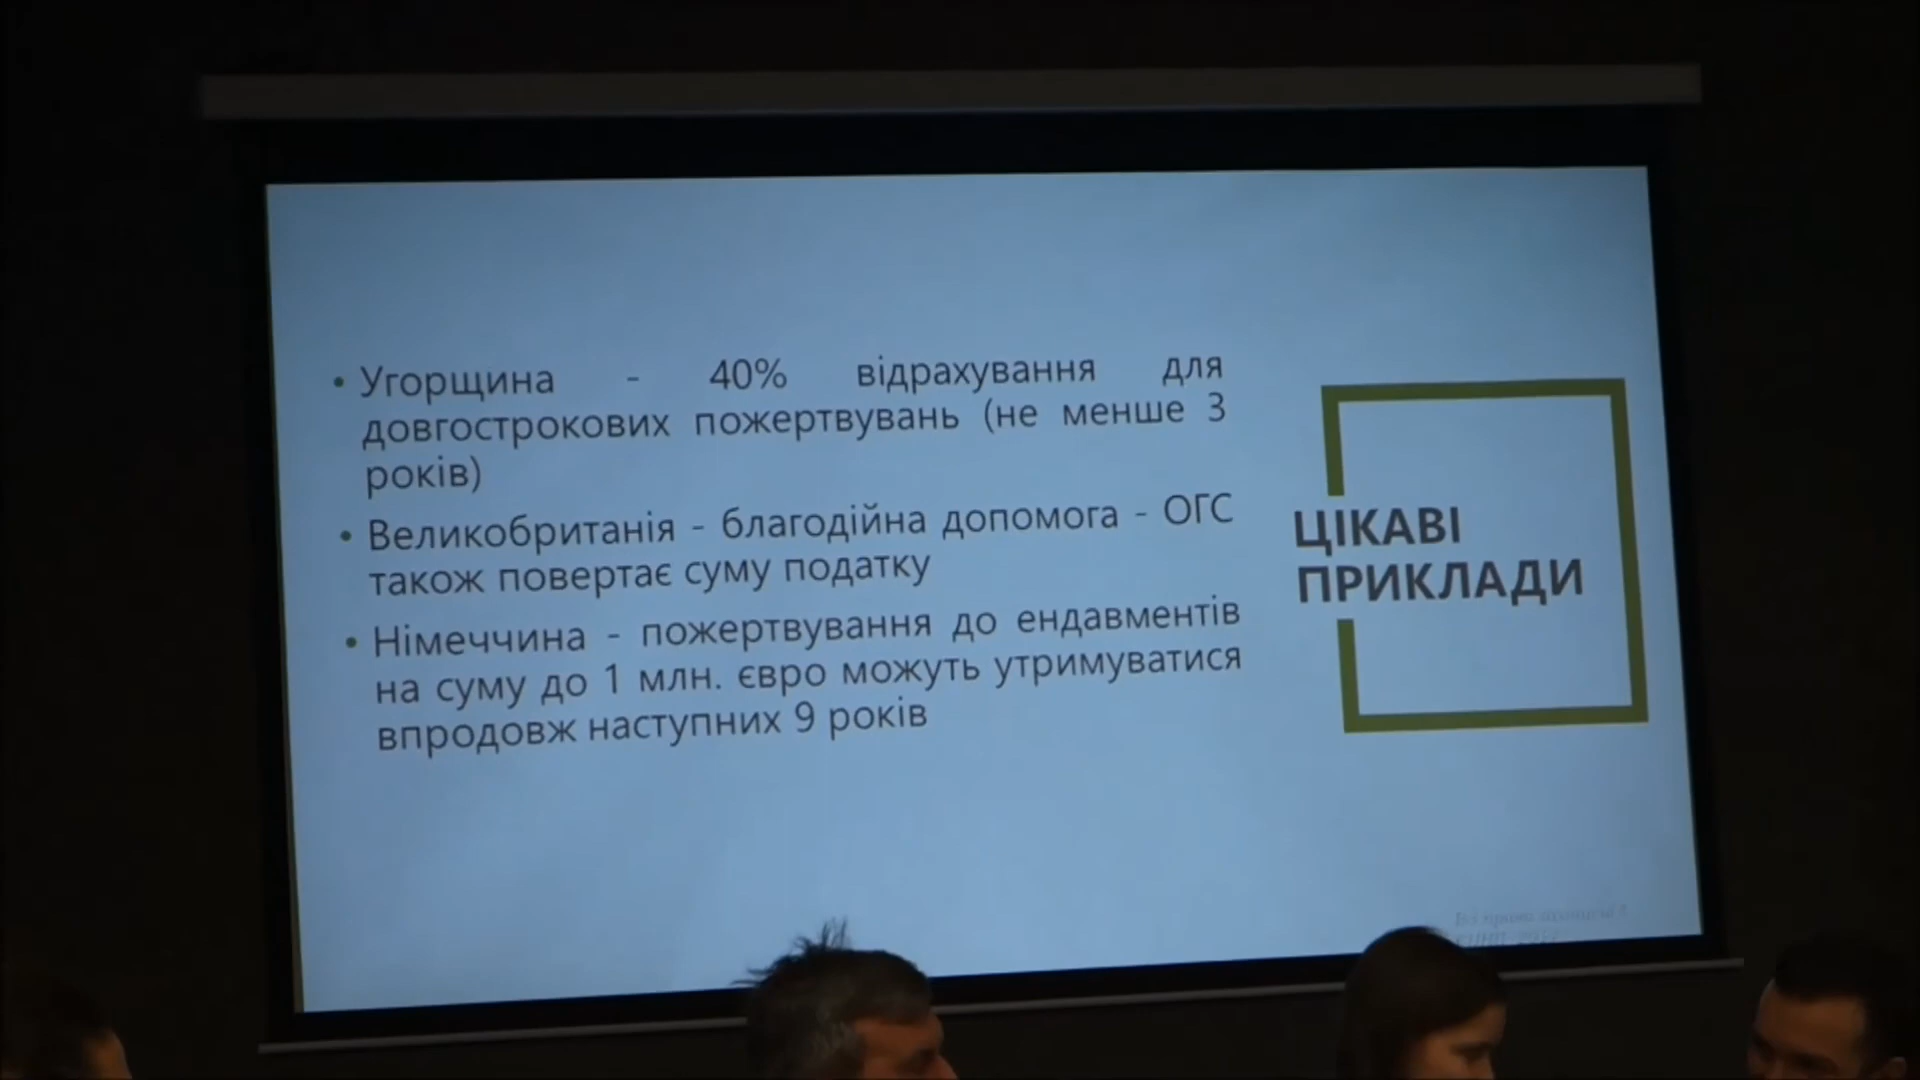 • Угорщина - 40% відрахування для
довгострокових пожертвувань (не менше 3
років)
• Великобританія - благодійна допомога - ОГС
також повертає суму податку
• Німеччина - пожертвування до ендавментів
на суму до 1 млн. євро можуть утримуватися
впродовж наступних 9 років
ЦІКАВІ
ПРИКЛАДИ